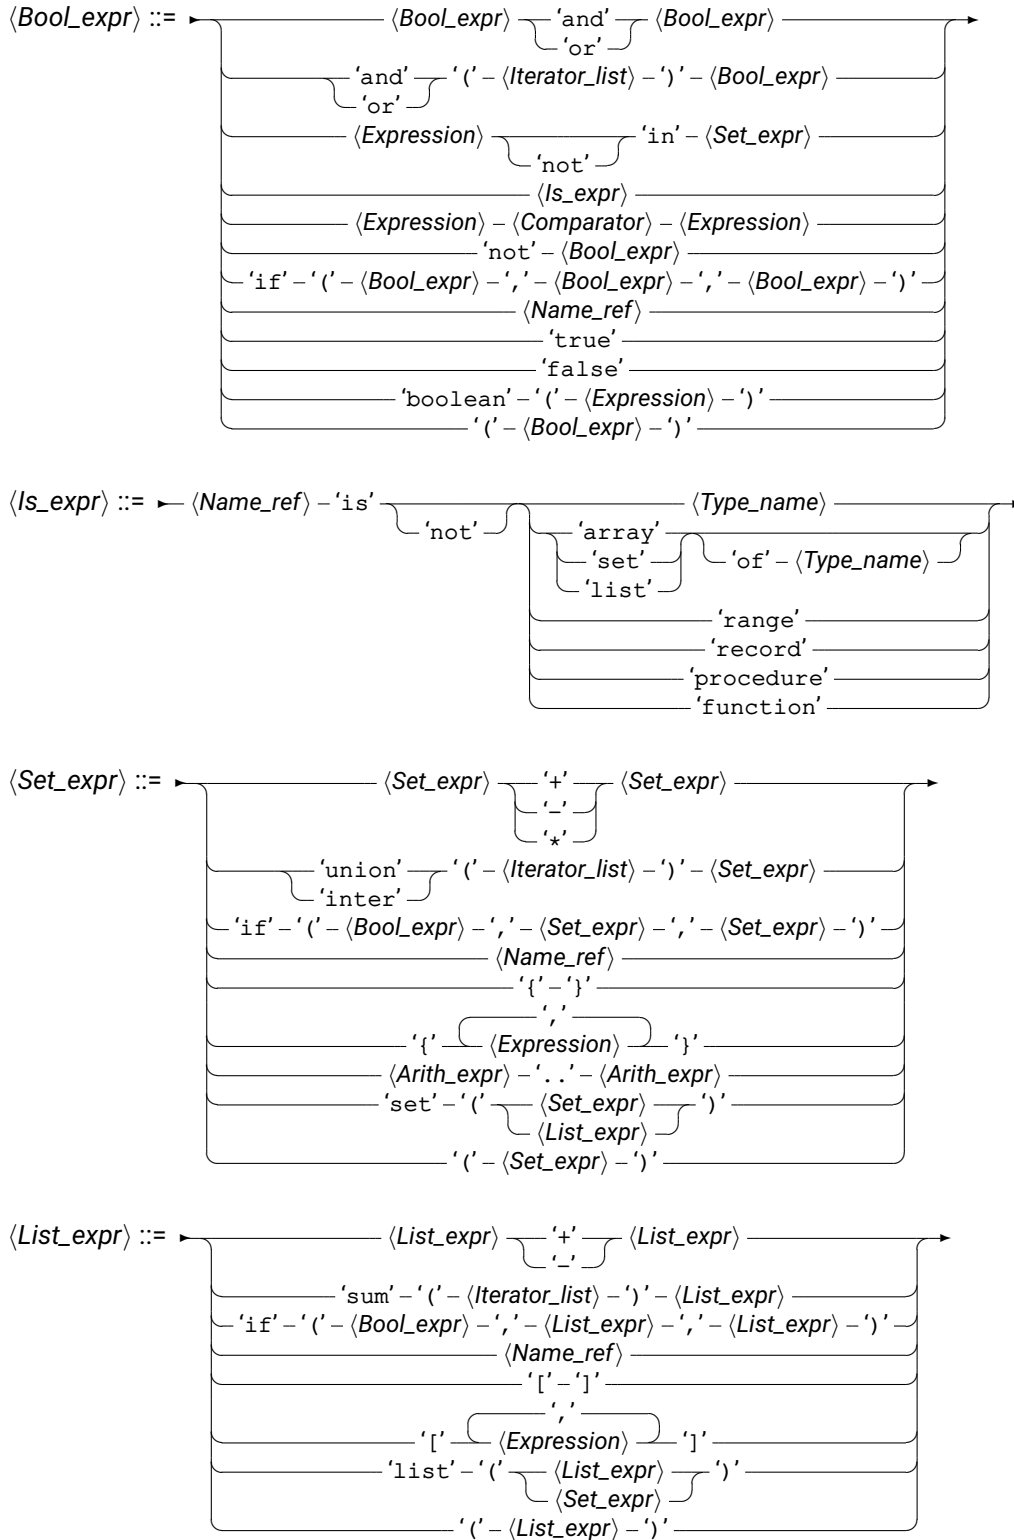 ⟨Bool_expr⟩ ::= ⟨Bool_expr⟩ ‘and’ ⟨Bool_expr⟩
‘or’
‘and’ ‘(’ ⟨Iterator_list⟩ ‘)’ ⟨Bool_expr⟩
‘or’
⟨Expression⟩ ‘in’ ⟨Set_expr⟩
‘not’
⟨Is_expr⟩
⟨Expression⟩ ⟨Comparator⟩ ⟨Expression⟩
‘not’ ⟨Bool_expr⟩
‘if’ ‘(’ ⟨Bool_expr⟩ ‘,’ ⟨Bool_expr⟩ ‘,’ ⟨Bool_expr⟩ ‘)’
⟨Name_ref⟩
‘true’
‘false’
‘boolean’ ‘(’ ⟨Expression⟩ ‘)’
‘(’ ⟨Bool_expr⟩ ‘)’
⟨Is_expr⟩ ::= ⟨Name_ref⟩ ‘is’ ⟨Type_name⟩
‘not’ ‘array’
‘set’ ‘of’ ⟨Type_name⟩
‘list’
‘range’
‘record’
‘procedure’
‘function’
⟨Set_expr⟩ ::= ⟨Set_expr⟩ ‘+’ ⟨Set_expr⟩
‘-’
‘*’
‘union’ ‘(’ ⟨Iterator_list⟩ ‘)’ ⟨Set_expr⟩
‘inter’
‘if’ ‘(’ ⟨Bool_expr⟩ ‘,’ ⟨Set_expr⟩ ‘,’ ⟨Set_expr⟩ ‘)’
⟨Name_ref⟩
‘{’ ‘}’
‘,’
‘{’ ⟨Expression⟩ ‘}’
⟨Arith_expr⟩ ‘..’ ⟨Arith_expr⟩
‘set’ ‘(’ ⟨Set_expr⟩ ‘)’
⟨List_expr⟩
‘(’ ⟨Set_expr⟩ ‘)’
⟨List_expr⟩ ::= ⟨List_expr⟩ ‘+’ ⟨List_expr⟩
‘-’
‘sum’ ‘(’ ⟨Iterator_list⟩ ‘)’ ⟨List_expr⟩
‘if’ ‘(’ ⟨Bool_expr⟩ ‘,’ ⟨List_expr⟩ ‘,’ ⟨List_expr⟩ ‘)’
⟨Name_ref⟩
‘[’ ‘]’
‘,’
‘[’ ⟨Expression⟩ ‘]’
‘list’ ‘(’ ⟨List_expr⟩ ‘)’
⟨Set_expr⟩
‘(’ ⟨List_expr⟩ ‘)’